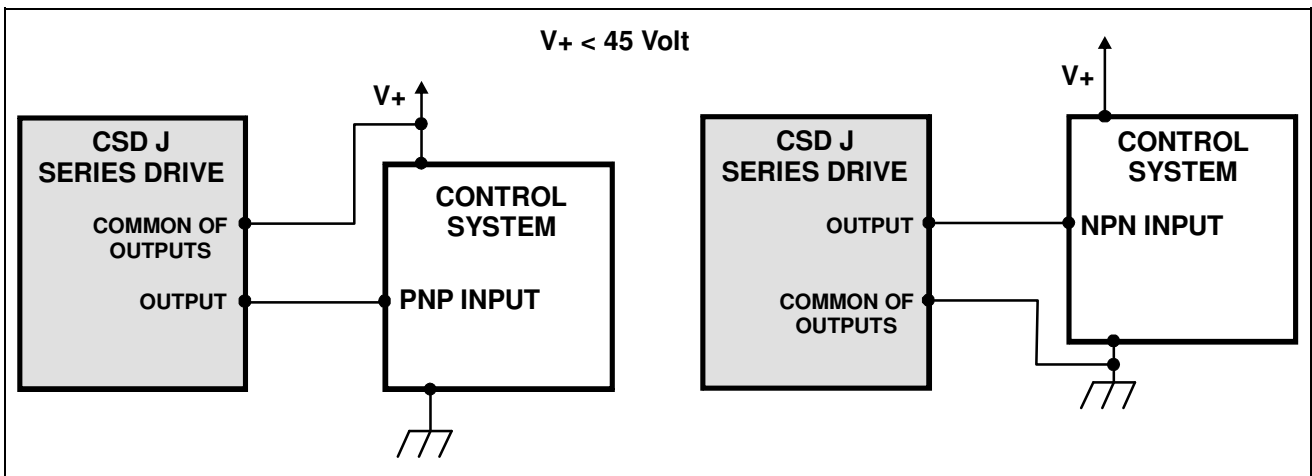 V+ < 45 Volt
V+
CSD J
SERIES DRIVE
COMMON OF
OUTPUTS
OUTPUT
CONTROL
SYSTEM
PNP INPUT
V+
CSD J
SERIES DRIVE
OUTPUT
COMMON OF
OUTPUTS
CONTROL
SYSTEM
NPN INPUT